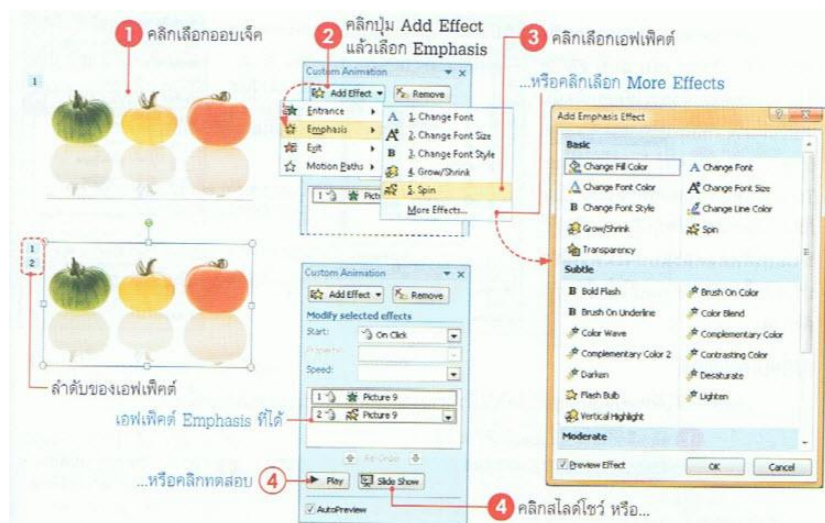 1 คลิกเลือกออบเจ็ค
2 คลิกปุ่ม Add Effect
แล้วเลือก Emphasis
3 คลิกเลือกเอฟเฟ็คต์
...หรือคลิกเลือก More Effects
1
Custom Animation
Add Effect
Remove
Entrance
Emphasis
Exit
Motion Paths
1. Change Font
2. Change Font Size
3. Change Font Style
4. Grow/Shrink
5. Spin
More Effects...
1
Add Emphasis Effect
Basic
Change Fill Color
Change Font
Change Font Color
Change Font Size
Change Font Style
Change Line Color
Grow/Shrink
Spin
Transparency
Subtle
Bold Flash
Brush On Color
Brush On Underline
Color Blend
Color Wave
Complementary Color
Complementary Color 2
Contrasting Color
Darken
Desaturate
Flash Bulb
Lighten
Vertical Highlight
Moderate
Preview Effect
OK
Cancel
1
2
ลำดับของเอฟเฟ็คต์
Custom Animation
Add Effect
Remove
Modify selected effects
Start:
On Click
Property:
Speed:
1 Picture 9
2 Picture 9
เอฟเฟ็คต์ Emphasis ที่ได้
Re-Order
...หรือคลิกทดสอบ 4
Play
Slide Show
AutoPreview
4 คลิกสไลด์โชว์ หรือ...